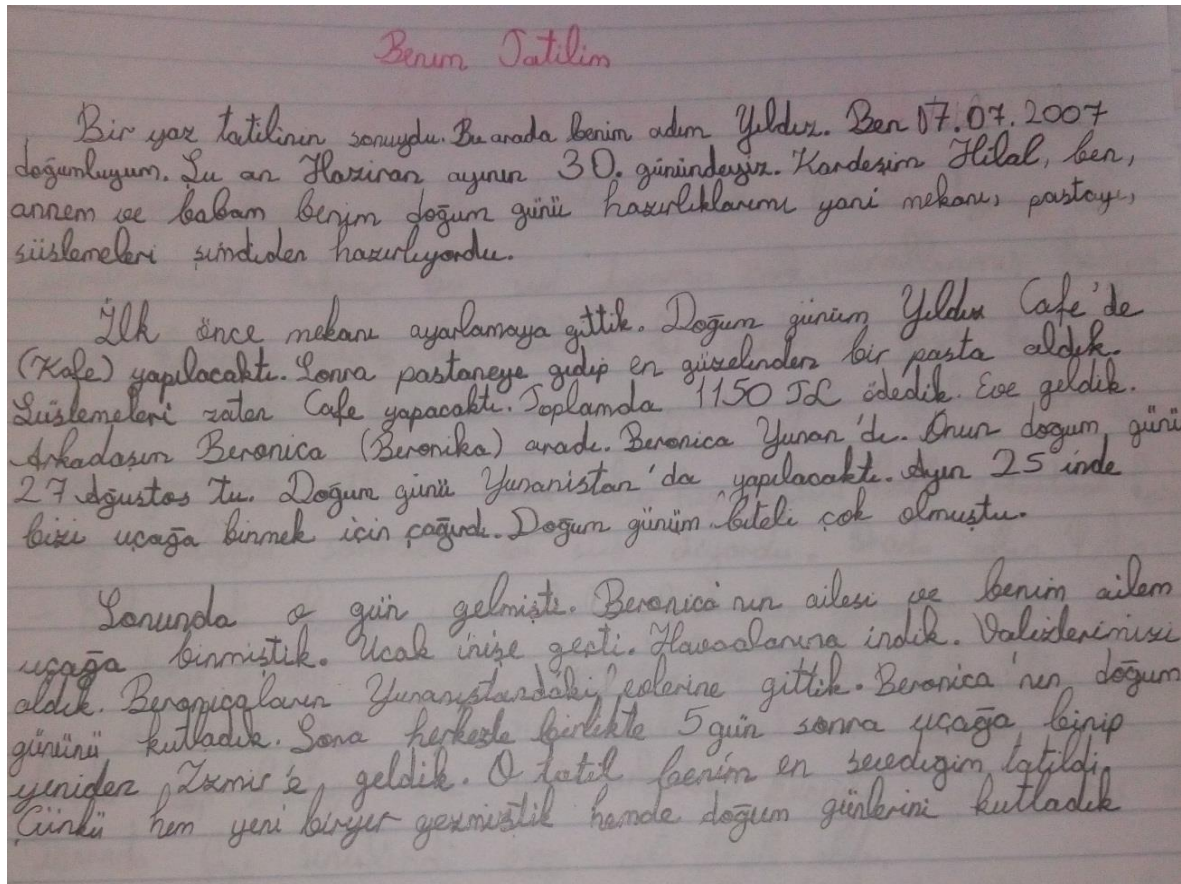 Benim Tatilim
Bir yaz tatilinin sonuydu. Bu arada benim adım Yıldız. Ben 07.07.2007
doğumluyum. Şu an Haziran ayının 30. günündeyiz. Kardeşim Hilal, ben,
annem ve babam benim doğum günü hazırlıklarımı yani mekanı, pastayı,
süslemeleri şimdiden hazırlıyordu.
İlk önce mekanı ayarlamaya gittik. Doğum günüm Yıldız Cafe'de
(Kafe) yapılacaktı. Sonra pastaneye gidip en güzelinden bir pasta aldık.
Süslemeleri zaten Cafe yapacaktı. Toplamda 1150 TL ödedik. Eve geldik.
Arkadaşım Beronica (Beronika) aradı. Beronica Yunan'dı. Onun doğum günü
27 Ağustos'tu. Doğum günü Yunanistan'da yapılacaktı. Ayın 25'inde
bizi uçağa binmek için çağırdı. Doğum günüm biteli çok olmuştu.
Sonunda o gün gelmişti. Beronica'nın ailesi ve benim ailem
uçağa binmiştik. Uçak inişe geçti. Havaalanına indik. Valizlerimizi
aldık. Beronicaların Yunanıstandaki evlerine gittik. Beronica'nın doğum
gününü kutladık. Sona herkesle birlikte 5 gün sonra uçağa binip
yeniden İzmir'e geldik. O tatil benim en sevediğim tatildi.
Çünkü hem yeni biryer gezmiştik hemde doğum günlerini kutladık